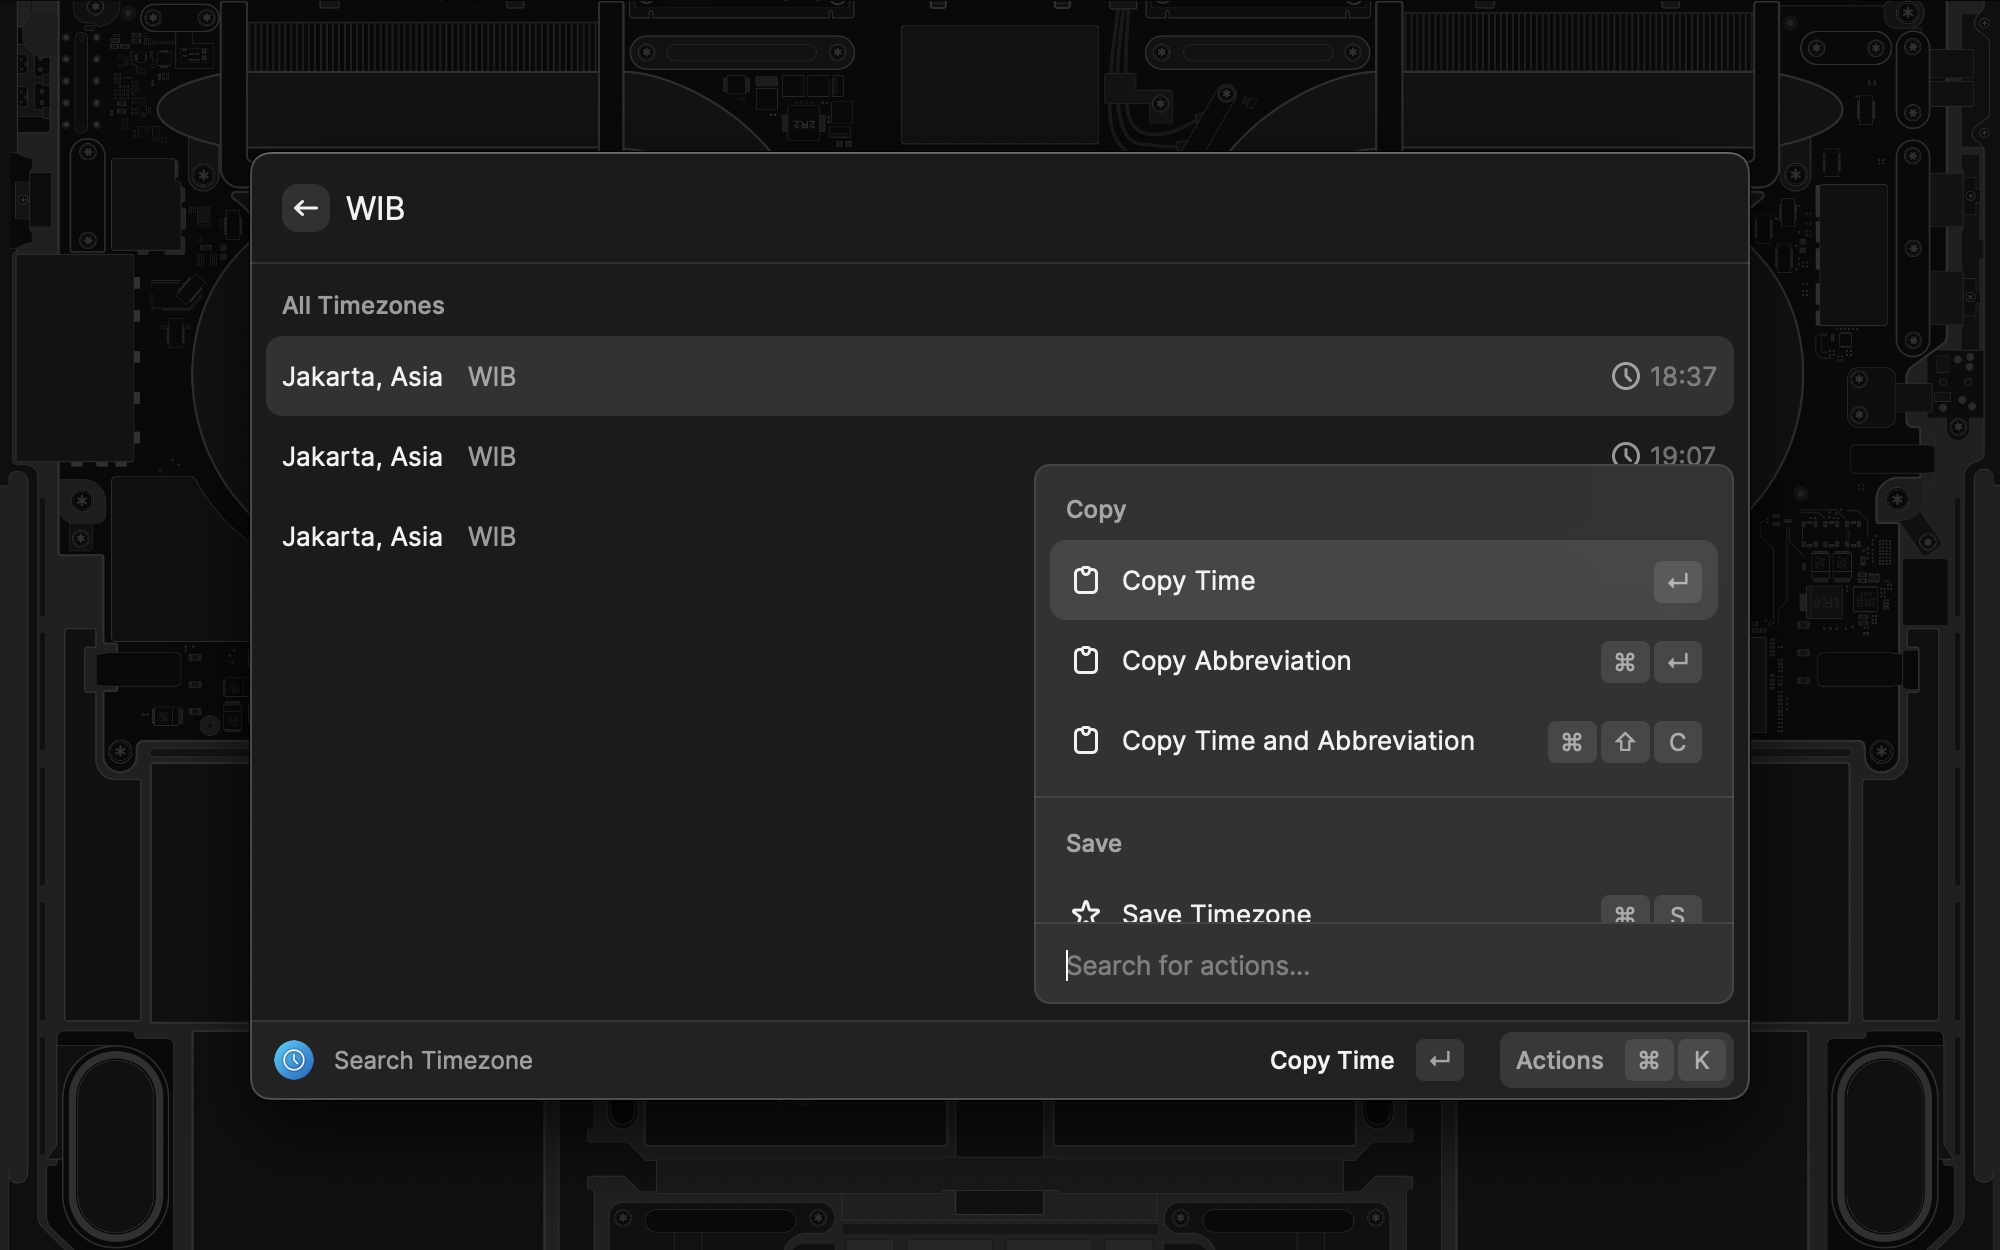 WIB
All Timezones
Jakarta, Asia WIB 18:37
Jakarta, Asia WIB 19:07
Jakarta, Asia WIB
Copy
Copy Time ↵
Copy Abbreviation ⌘ ↵
Copy Time and Abbreviation ⌘ ⇧ C
Save
Save Timezone ⌘ S
Search for actions...
Search Timezone Copy Time ↵ Actions ⌘ K